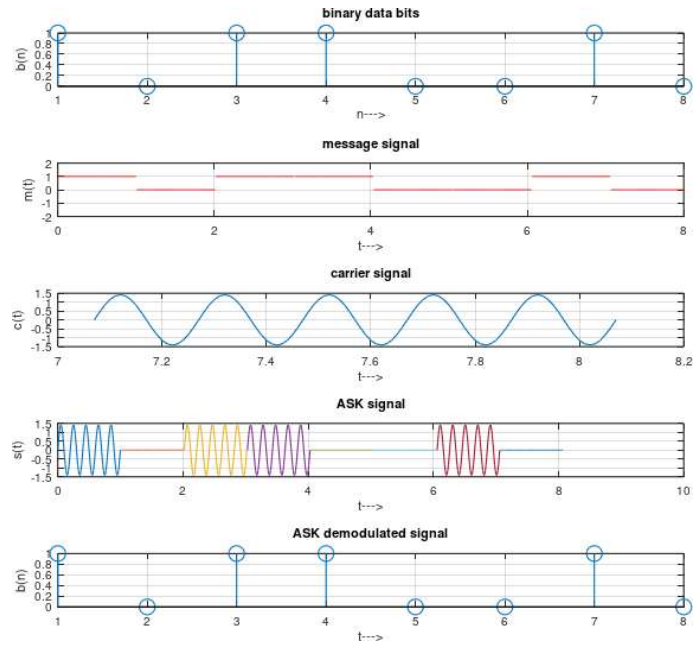 binary data bits
1
0.8
0.6
0.4
0.2
0
b(n)
1 2 3 4 5 6 7 8
n--->
message signal
2
1
0
-1
-2
m(t)
0 2 4 6 8
t--->
carrier signal
1.5
1
0.5
0
-0.5
-1
-1.5
c(t)
7 7.2 7.4 7.6 7.8 8 8.2
t--->
ASK signal
1.5
1
0.5
0
-0.5
-1
-1.5
s(t)
0 2 4 6 8 10
t--->
ASK demodulated signal
1
0.8
0.6
0.4
0.2
0
b(n)
1 2 3 4 5 6 7 8
t--->